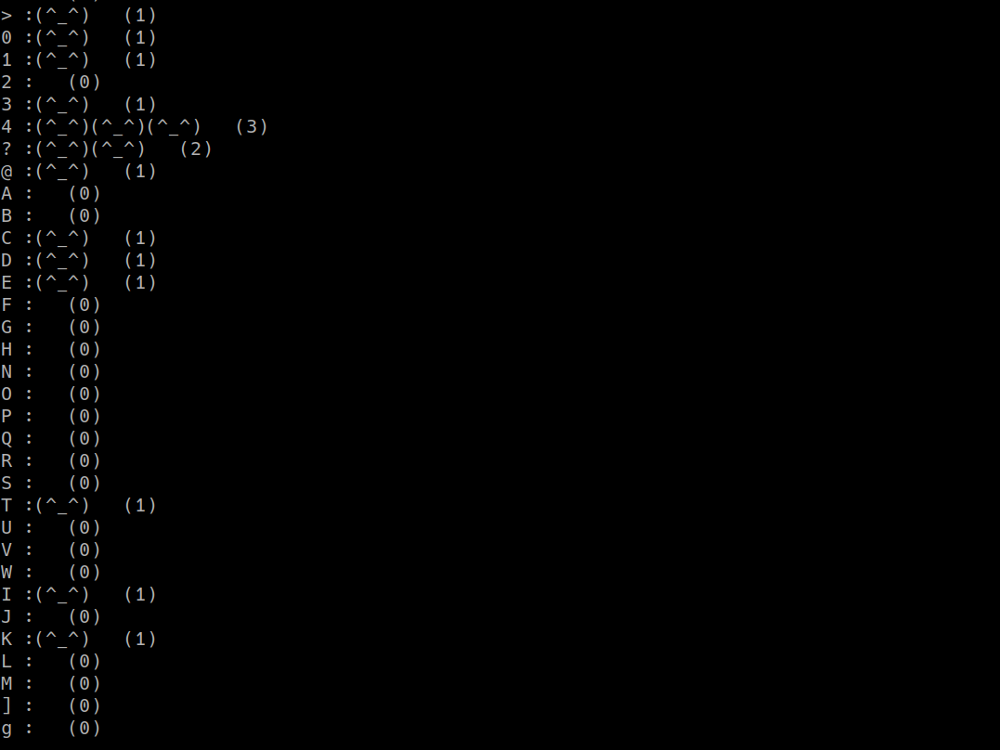 > :(^_^)   (1)
0 :(^_^)   (1)
1 :(^_^)   (1)
2 :   (0)
3 :(^_^)   (1)
4 :(^_^)(^_^)(^_^)   (3)
? :(^_^)(^_^)   (2)
@ :(^_^)   (1)
A :   (0)
B :   (0)
C :(^_^)   (1)
D :(^_^)   (1)
E :(^_^)   (1)
F :   (0)
G :   (0)
H :   (0)
N :   (0)
O :   (0)
P :   (0)
Q :   (0)
R :   (0)
S :   (0)
T :(^_^)   (1)
U :   (0)
V :   (0)
W :   (0)
I :(^_^)   (1)
J :   (0)
K :(^_^)   (1)
L :   (0)
M :   (0)
] :   (0)
g :   (0)